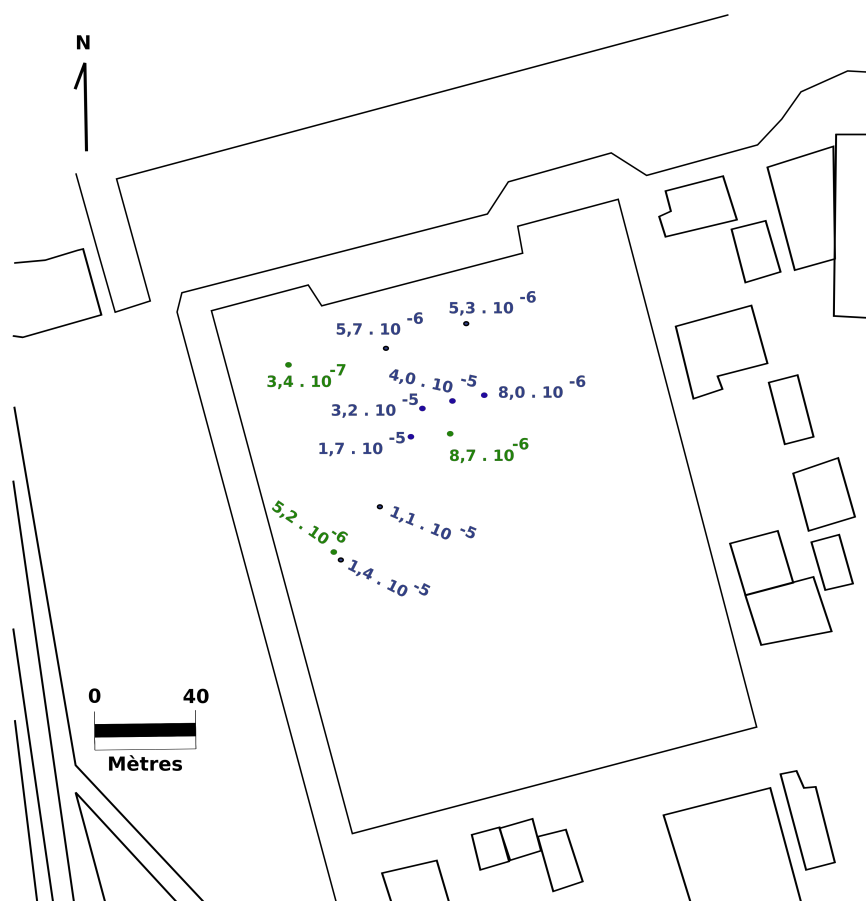 N
5,3 . 10 -6
5,7 . 10 -6
3,4 . 10 -7
4,0 . 10 -5
8,0 . 10 -6
3,2 . 10 -5
1,7 . 10 -5
8,7 . 10 -6
5,2 . 10 -6
1,1 . 10 -5
1,4 . 10 -5
0 40
Mètres